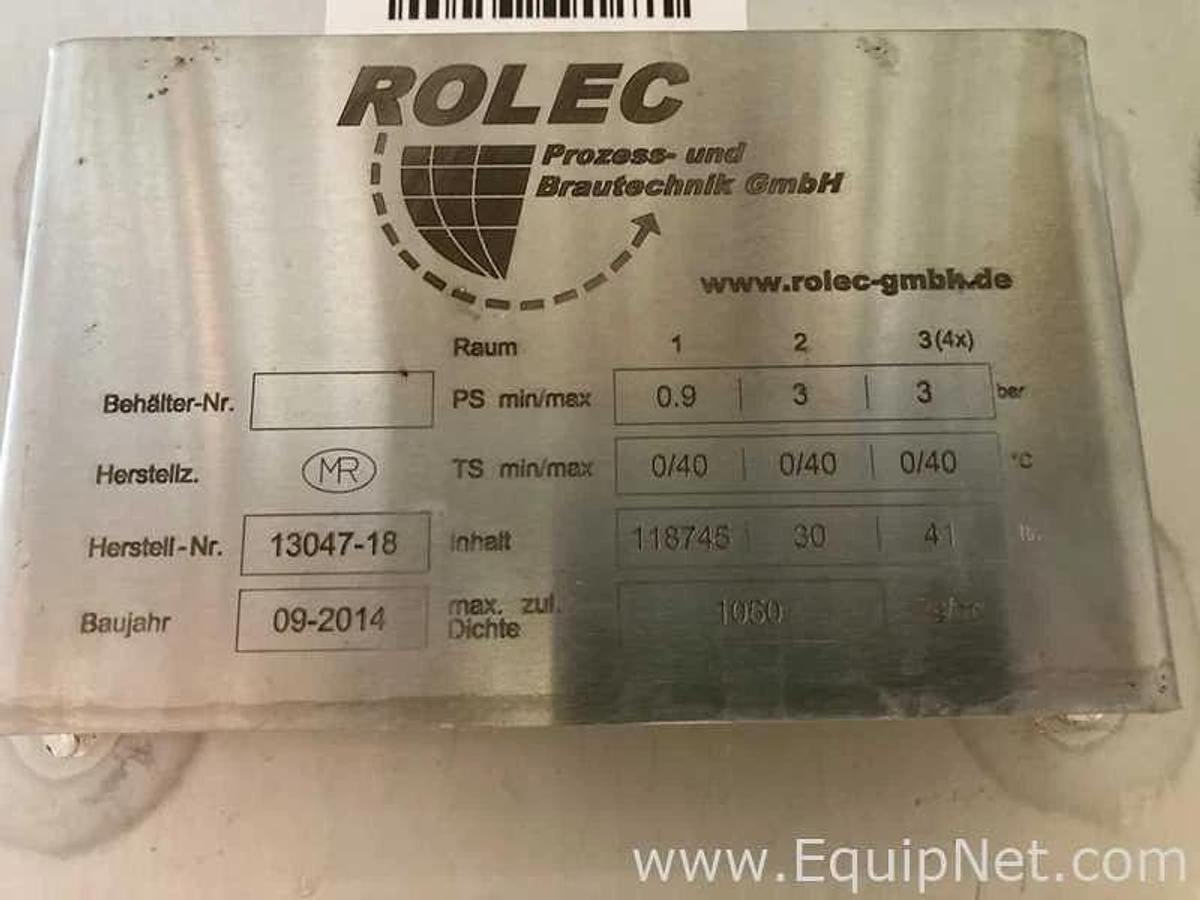 ROLEC
Prozess- und
Brautechnik GmbH
www.rolec-gmbh.de
Raum 1 2 3 (4x)
Behälter-Nr. PS min/max 0.9 3 3 bar
Herstellz. MR TS min/max 0/40 0/40 0/40 °C
Herstell-Nr. 13047-18 Inhalt 118745 30 41
Baujahr 09-2014 max. zul.
Dichte 1060
www.EquipNet.com